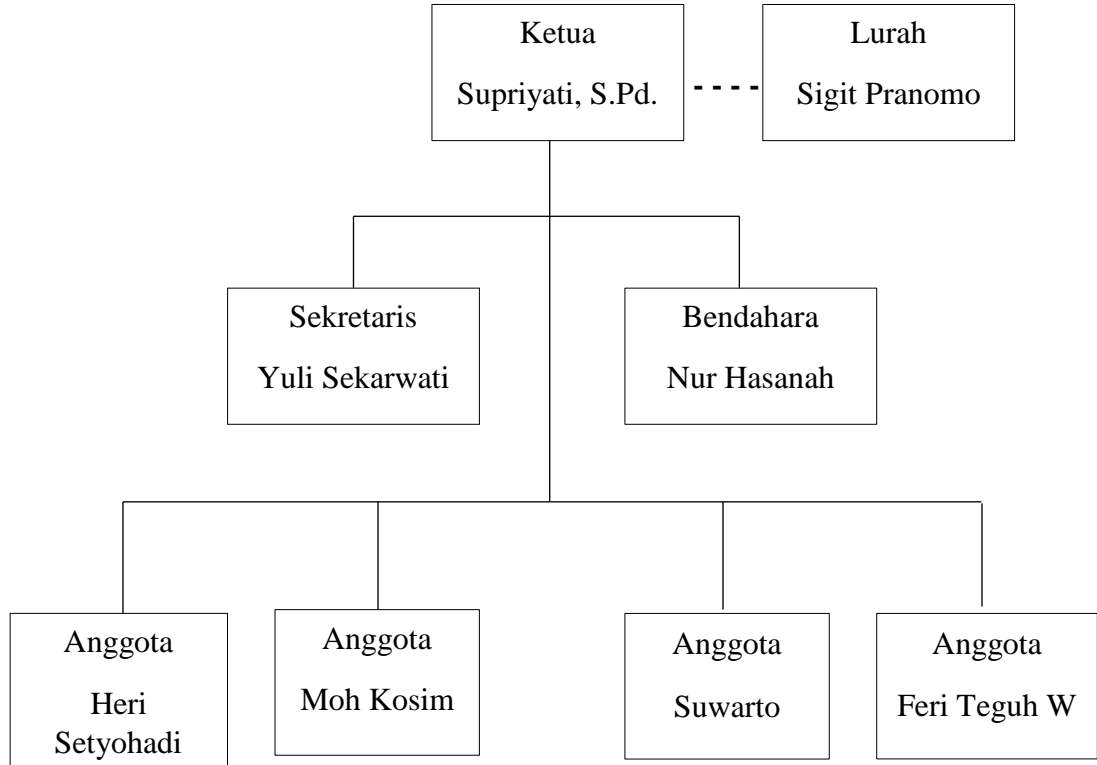 Ketua
Supriyati, S.Pd.
Lurah
Sigit Pranomo
Sekretaris
Yuli Sekarwati
Bendahara
Nur Hasanah
Anggota
Heri
Setyohadi
Anggota
Moh Kosim
Anggota
Suwarto
Anggota
Feri Teguh W